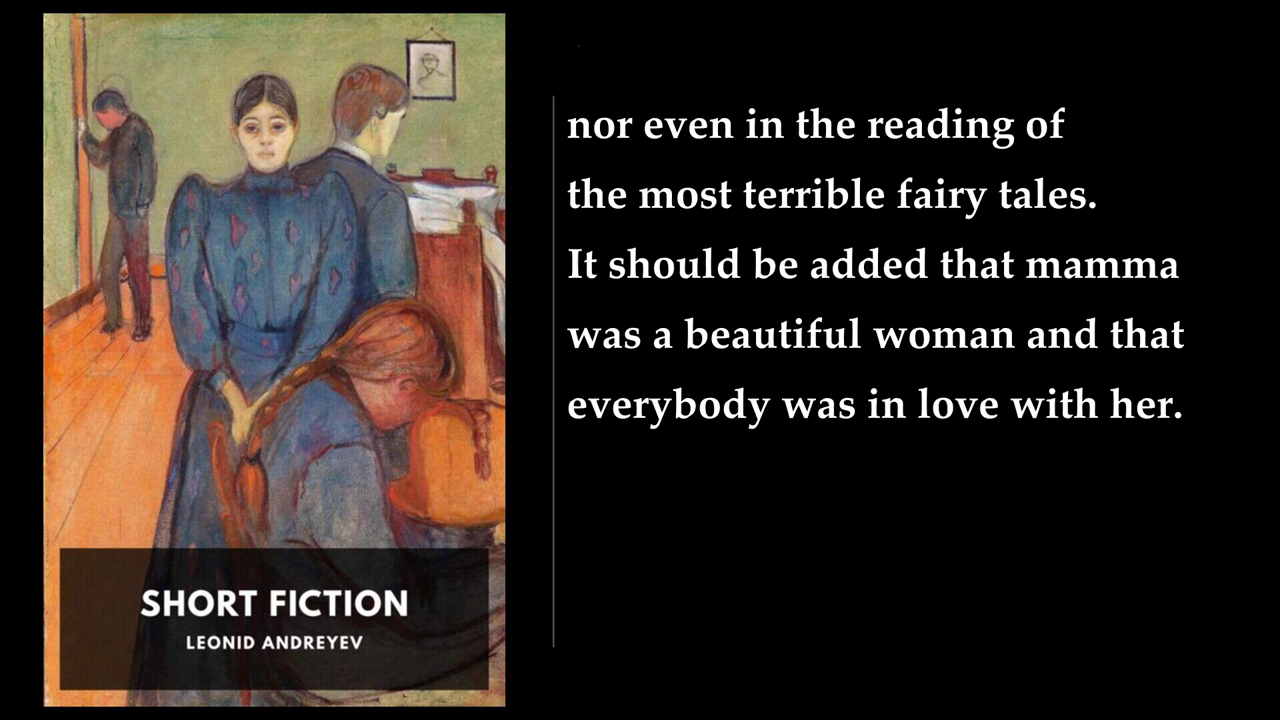 nor even in the reading of
the most terrible fairy tales.
It should be added that mamma
was a beautiful woman and that
everybody was in love with her.
SHORT FICTION
LEONID ANDREYEV